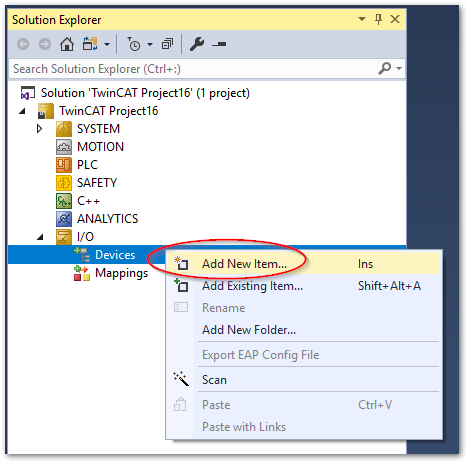 Solution Explorer
Search Solution Explorer (Ctrl+:)
Solution 'TwinCAT Project16' (1 project)
TwinCAT Project16
SYSTEM
MOTION
PLC
SAFETY
C++
ANALYTICS
I/O
Devices
Mappings
Add New Item... Ins
Add Existing Item... Shift+Alt+A
Rename
Add New Folder...
Export EAP Config File
Scan
Paste Ctrl+V
Paste with Links